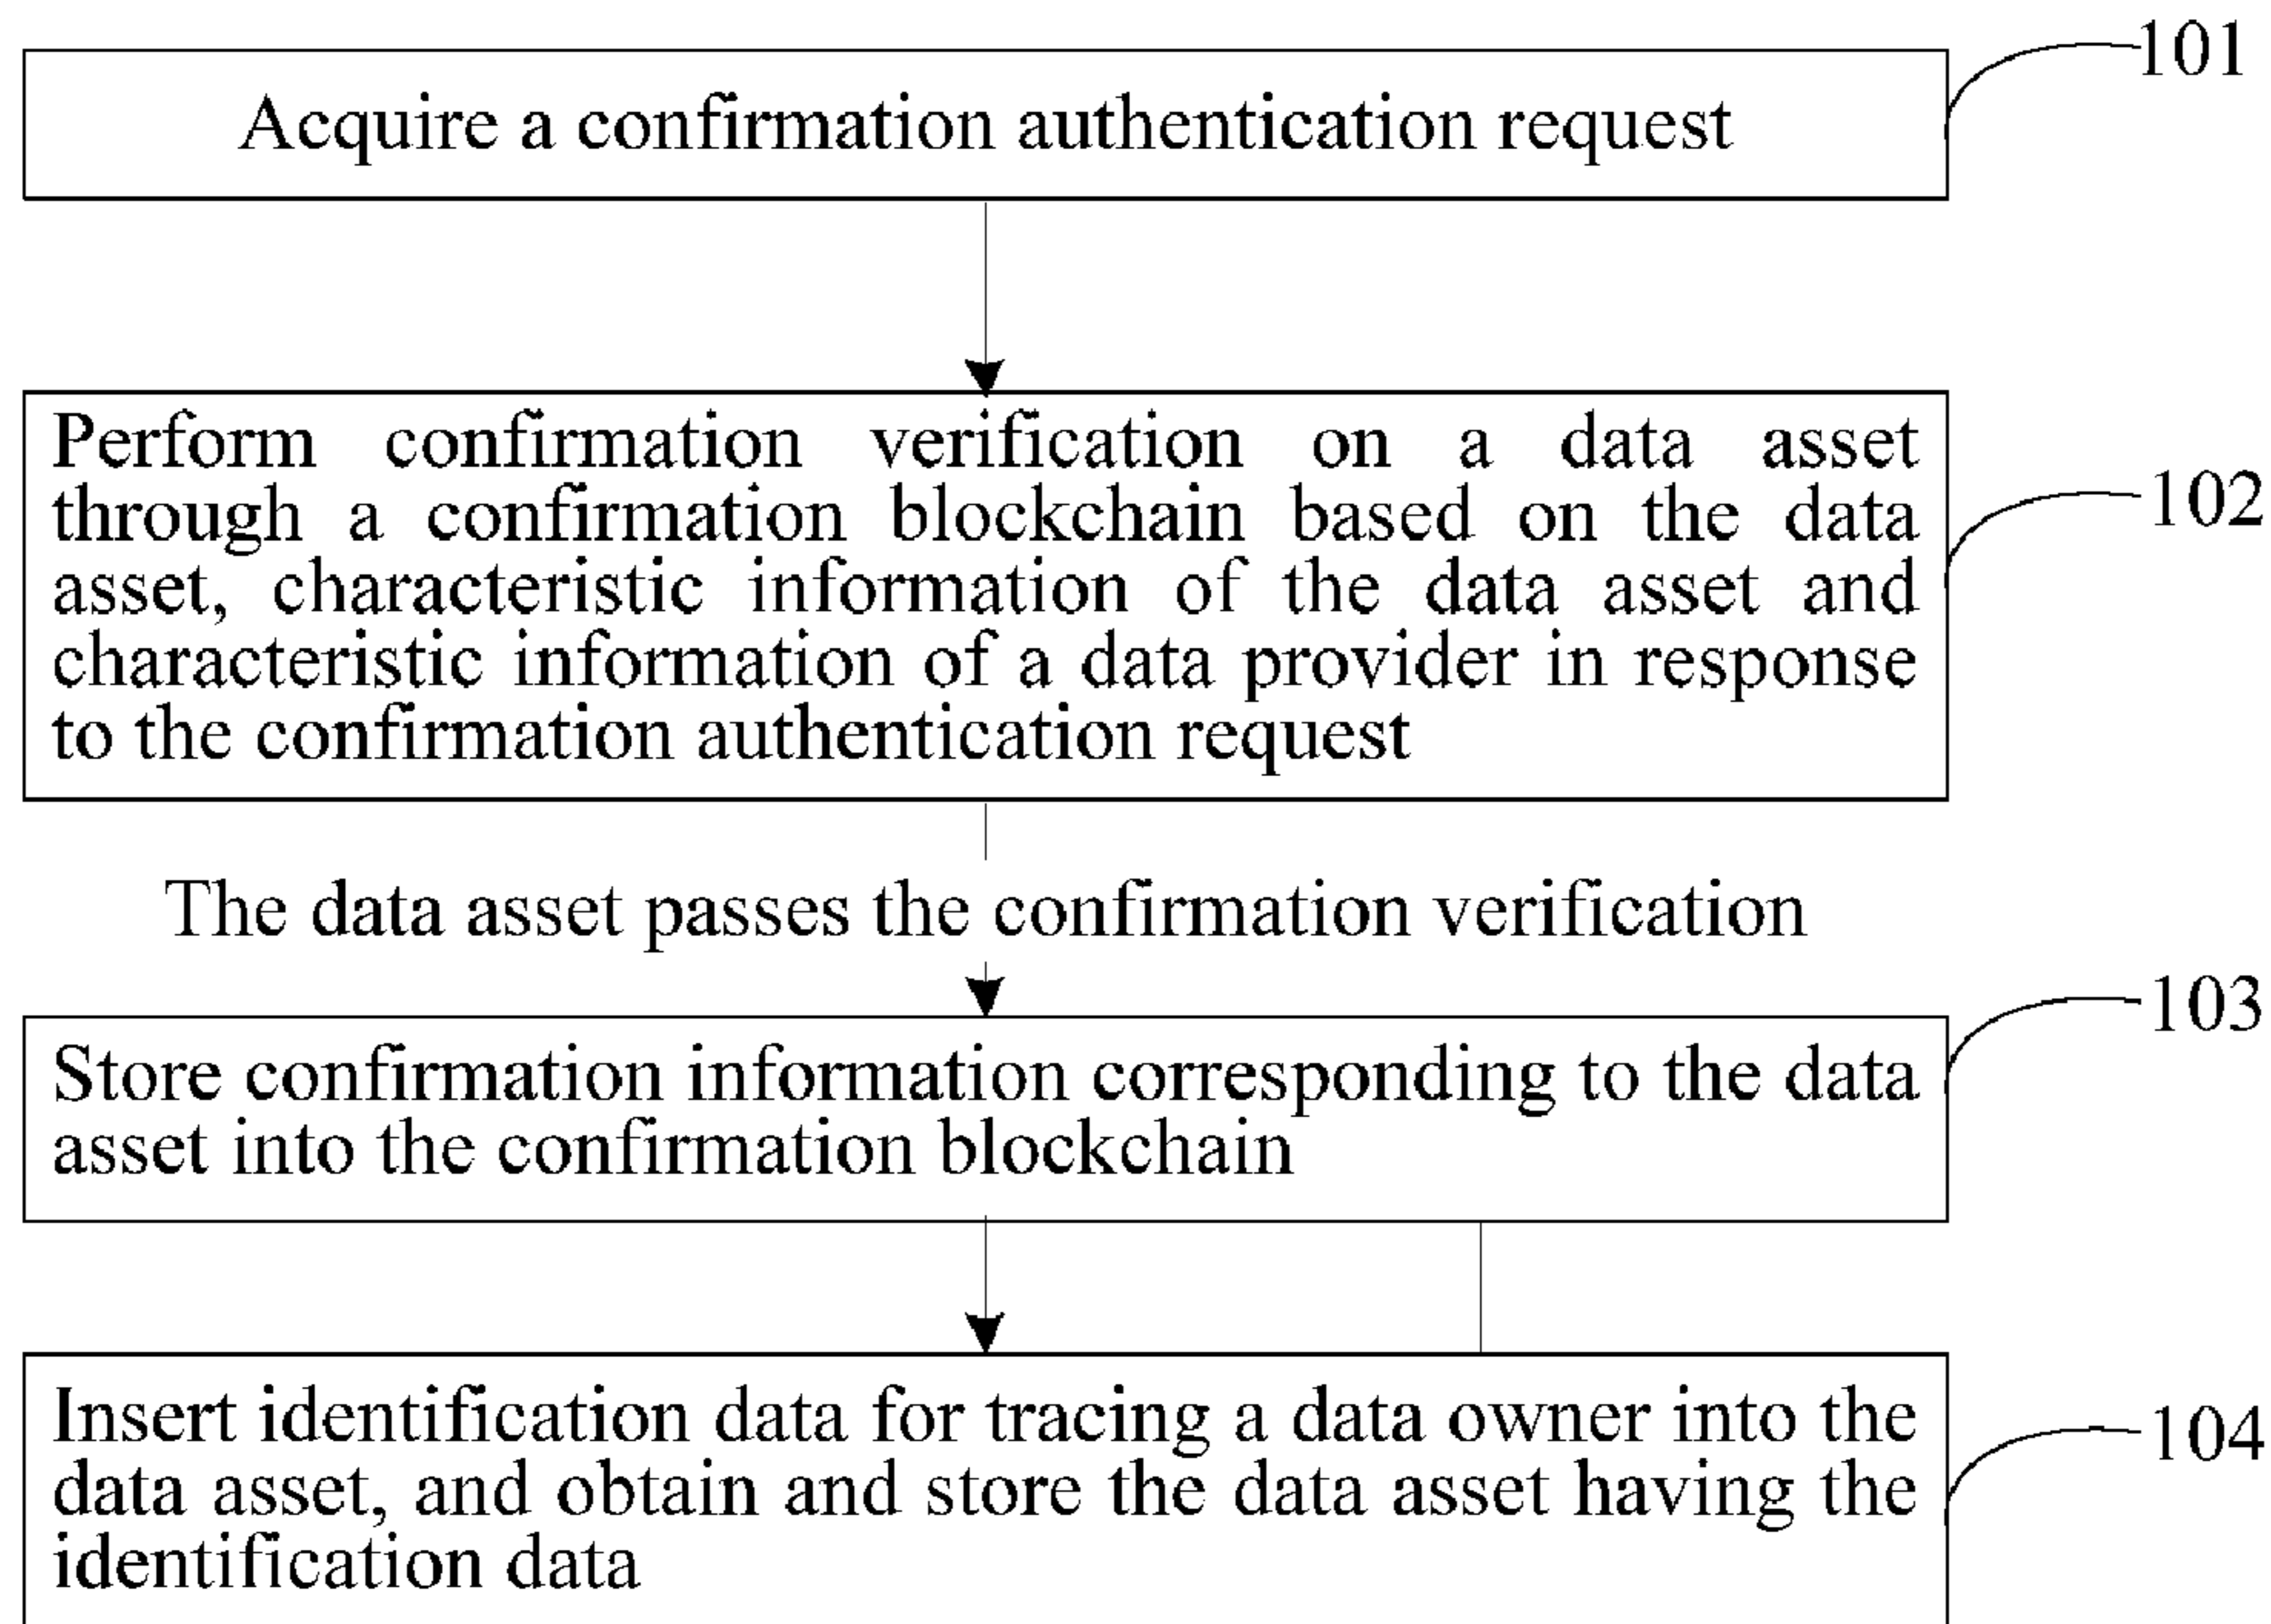 101
Acquire a confirmation authentication request
Perform confirmation verification on a data asset
through a confirmation blockchain based on the data
asset, characteristic information of the data asset and
characteristic information of a data provider in response
to the confirmation authentication request
102
The data asset passes the confirmation verification
103
Store confirmation information corresponding to the data
asset into the confirmation blockchain
Insert identification data for tracing a data owner into the
data asset, and obtain and store the data asset having the
identification data
104